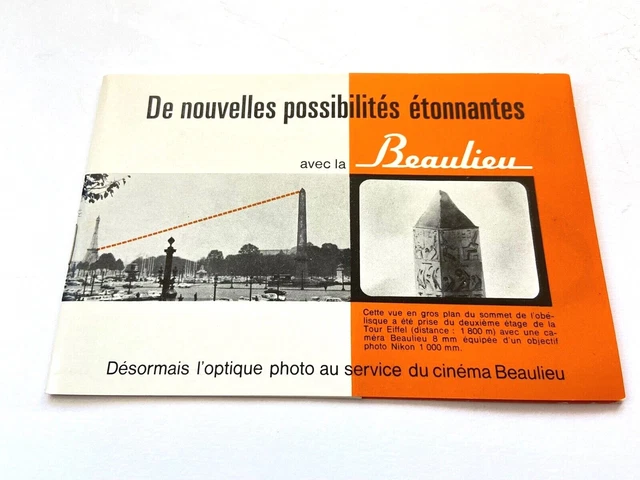 De nouvelles possibilités étonnantes
avec la Beaulieu
Cette vue en gros plan du sommet de l'obé-
lisque a été prise du deuxième étage de la
Tour Eiffel (distance : 1 800 m) avec une ca-
méra Beaulieu 8 mm équipée d'un objectif
photo Nikon 1 000 mm.
Désormais l'optique photo au service du cinéma Beaulieu